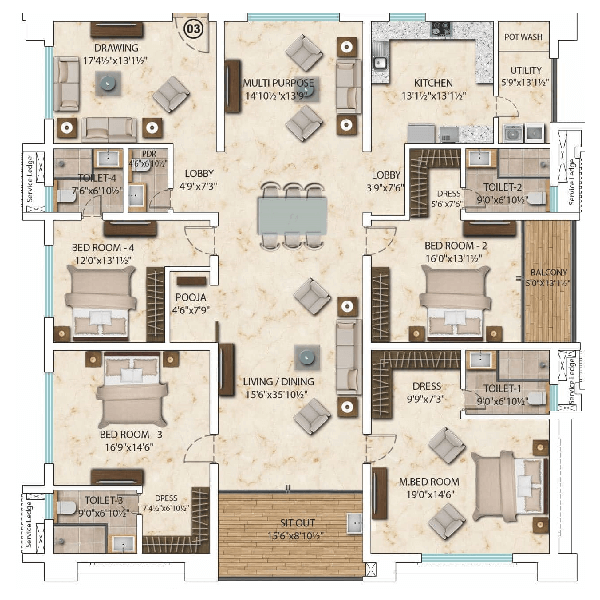 03
DRAWING
17'4½"x13'1½"
MULTI PURPOSE
14'10½"x13'9"
KITCHEN
13'1½"x13'1½"
POT WASH
UTILITY
5'9"x13'1½"
Service Ledge
TOILET-4
7'6"x6'10½"
PDR
4'6"x6'10½"
LOBBY
4'9"x7'3"
LOBBY
3'9"x7'6"
DRESS
5'6"x7'6"
TOILET-2
9'0"x6'10½"
Service Ledge
BED ROOM - 4
12'0"x13'1½"
POOJA
4'6"x7'9"
BED ROOM - 2
16'0"x13'1½"
BALCONY
5'0"x13'1½"
LIVING / DINING
15'6"x35'10½"
DRESS
9'9"x7'3"
TOILET-1
9'0"x6'10½"
Service Ledge
BED ROOM - 3
16'9"x14'6"
M.BED ROOM
19'0"x14'6"
Service Ledge
TOILET-3
9'0"x6'10½"
DRESS
7'4½"x6'10½"
SIT OUT
15'6"x8'10½"